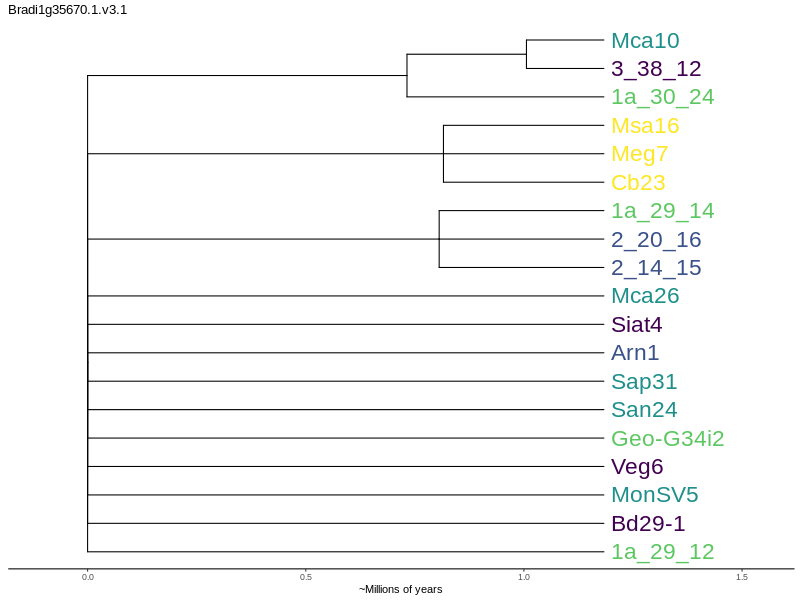 Bradi1g35670.1.v3.1
Mca10
3_38_12
1a_30_24
Msa16
Meg7
Cb23
1a_29_14
2_20_16
2_14_15
Mca26
Siat4
Arn1
Sap31
San24
Geo-G34i2
Veg6
MonSV5
Bd29-1
1a_29_12
0.0 0.5 1.0 1.5
~Millions of years